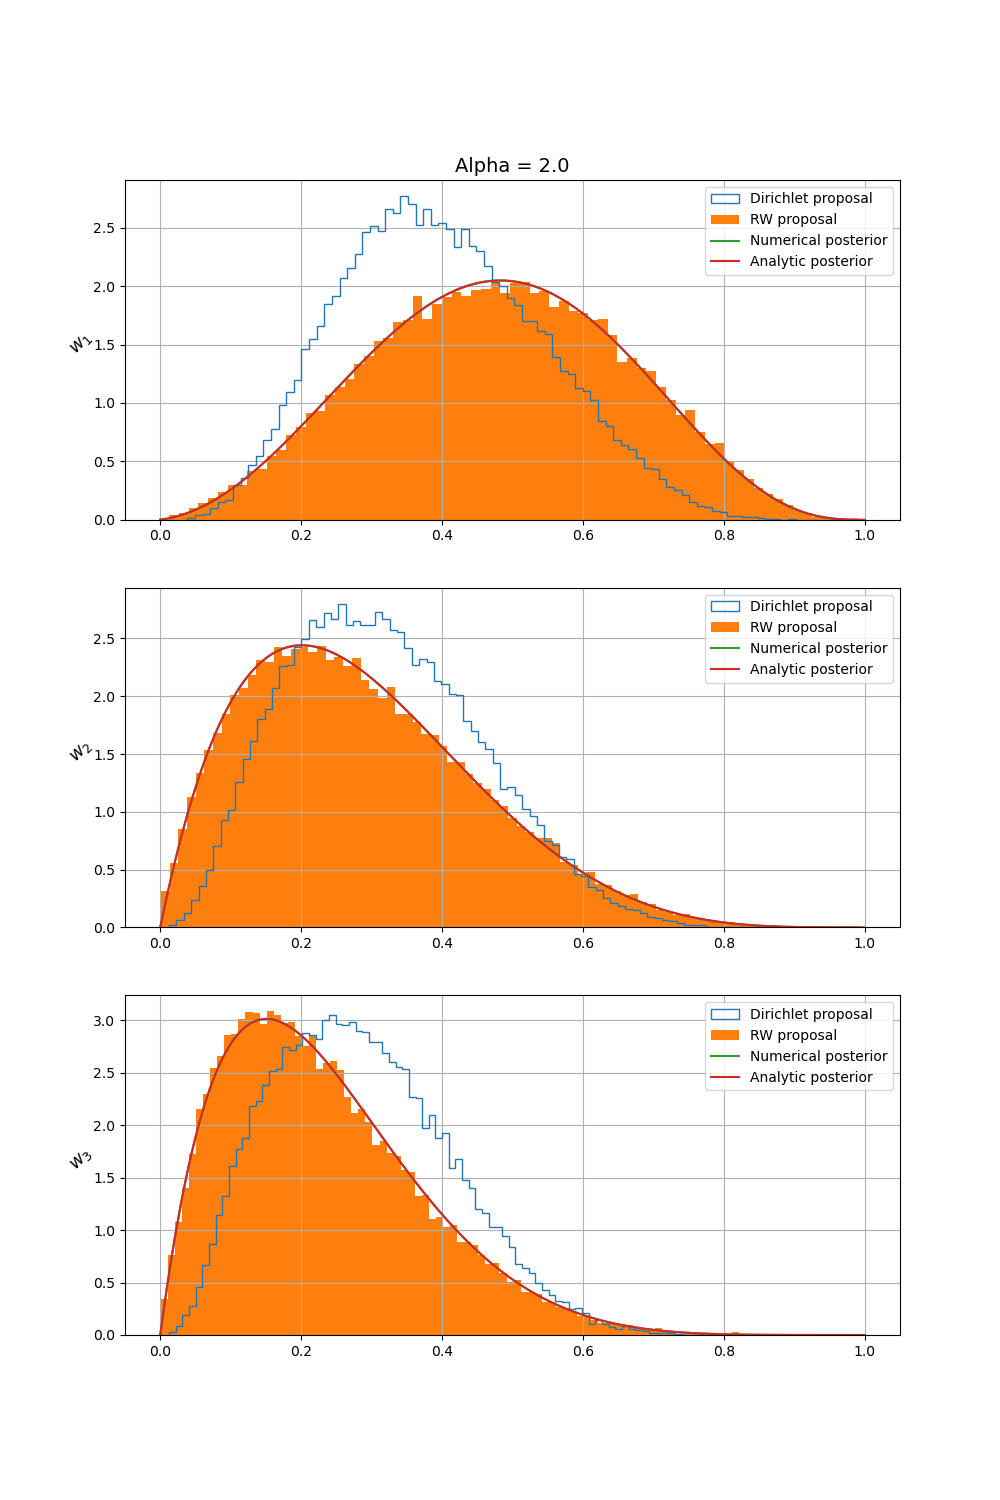 Alpha = 2.0
Dirichlet proposal
RW proposal
Numerical posterior
Analytic posterior
w1
2.5
2.0
1.5
1.0
0.5
0.0
0.0 0.2 0.4 0.6 0.8 1.0
Dirichlet proposal
RW proposal
Numerical posterior
Analytic posterior
w2
2.5
2.0
1.5
1.0
0.5
0.0
0.0 0.2 0.4 0.6 0.8 1.0
Dirichlet proposal
RW proposal
Numerical posterior
Analytic posterior
w3
3.0
2.5
2.0
1.5
1.0
0.5
0.0
0.0 0.2 0.4 0.6 0.8 1.0